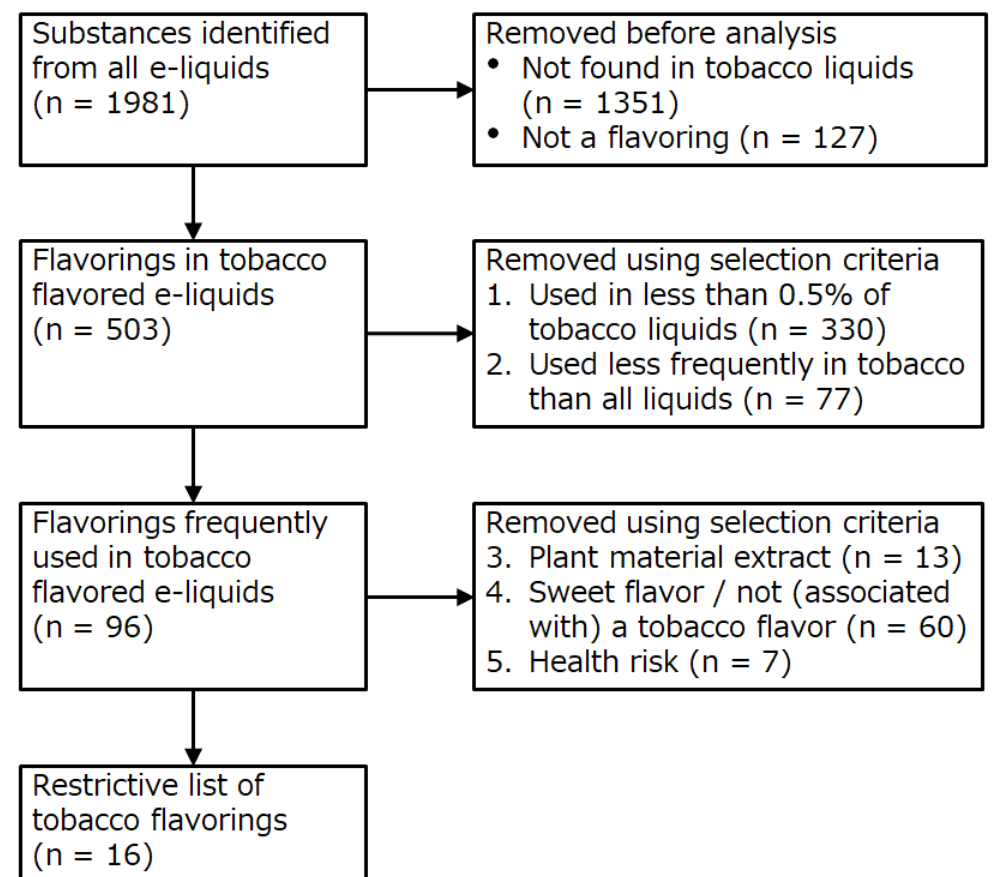 Substances identified
from all e-liquids
(n = 1981)
Removed before analysis
• Not found in tobacco liquids
(n = 1351)
• Not a flavoring (n = 127)
Flavorings in tobacco
flavored e-liquids
(n = 503)
Removed using selection criteria
1. Used in less than 0.5% of
tobacco liquids (n = 330)
2. Used less frequently in tobacco
than all liquids (n = 77)
Flavorings frequently
used in tobacco
flavored e-liquids
(n = 96)
Removed using selection criteria
3. Plant material extract (n = 13)
4. Sweet flavor / not (associated
with) a tobacco flavor (n = 60)
5. Health risk (n = 7)
Restrictive list of
tobacco flavorings
(n = 16)